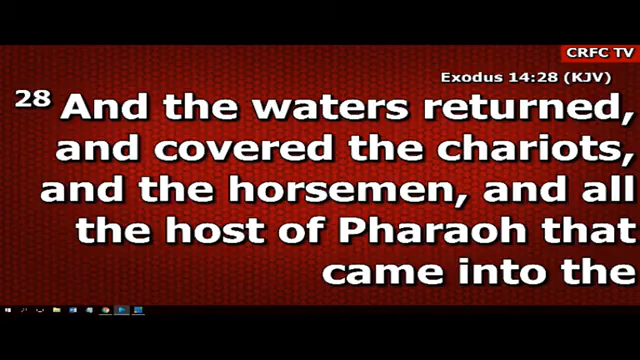 CRFC TV
Exodus 14:28 (KJV)
28 And the waters returned,
and covered the chariots,
and the horsemen, and all
the host of Pharaoh that
came into the